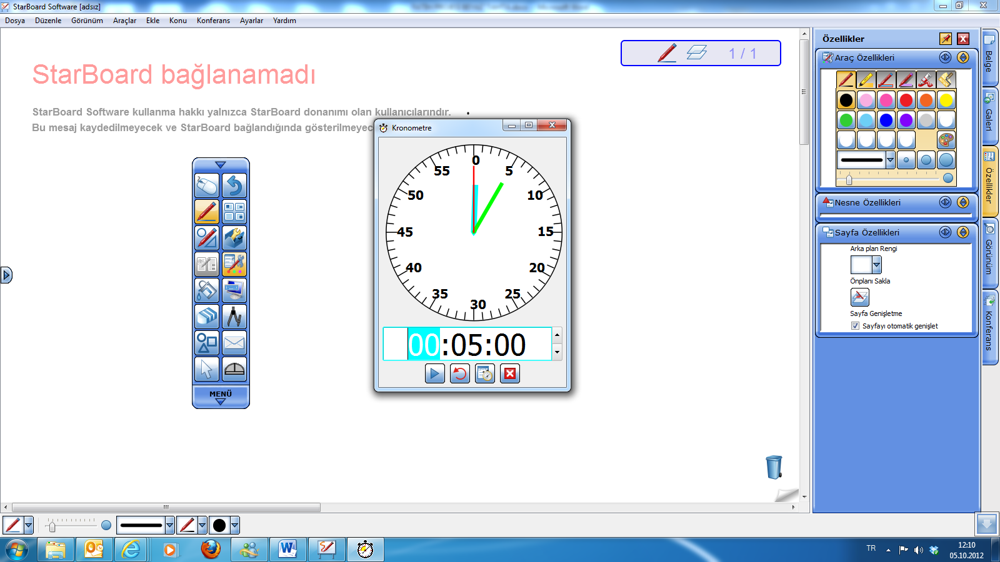 StarBoard Software [adsız]
Dosya Düzenle Görünüm Araçlar Ekle Konu Konferans Ayarlar Yardım
StarBoard bağlanamadı
StarBoard Software kullanma hakkı yalnızca StarBoard donanımı olan kullanıcılarındır.
Bu mesaj kaydedilmeyecek ve StarBoard bağlandığında gösterilmeyec
1 / 1
MENÜ
Kronometre
0
5
10
15
20
25
30
35
40
45
50
55
00:05:00
Özellikler
Araç Özellikleri
Nesne Özellikleri
Sayfa Özellikleri
Arka plan Rengi
Önplanı Sakla
Sayfa Genişletme
Sayfayı otomatik genişlet
Belge
Galeri
Özellikler
Görünüm
Konferans
TR
12:10
05.10.2012